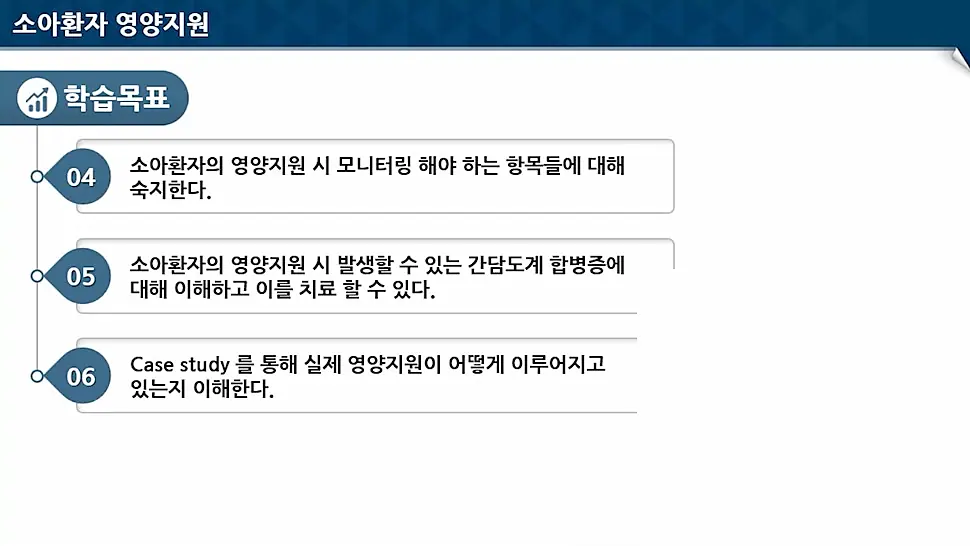 소아환자 영양지원
학습목표
04
소아환자의 영양지원 시 모니터링 해야 하는 항목들에 대해
숙지한다.
05
소아환자의 영양지원 시 발생할 수 있는 간담도계 합병증에
대해 이해하고 이를 치료 할 수 있다.
06
Case study 를 통해 실제 영양지원이 어떻게 이루어지고
있는지 이해한다.